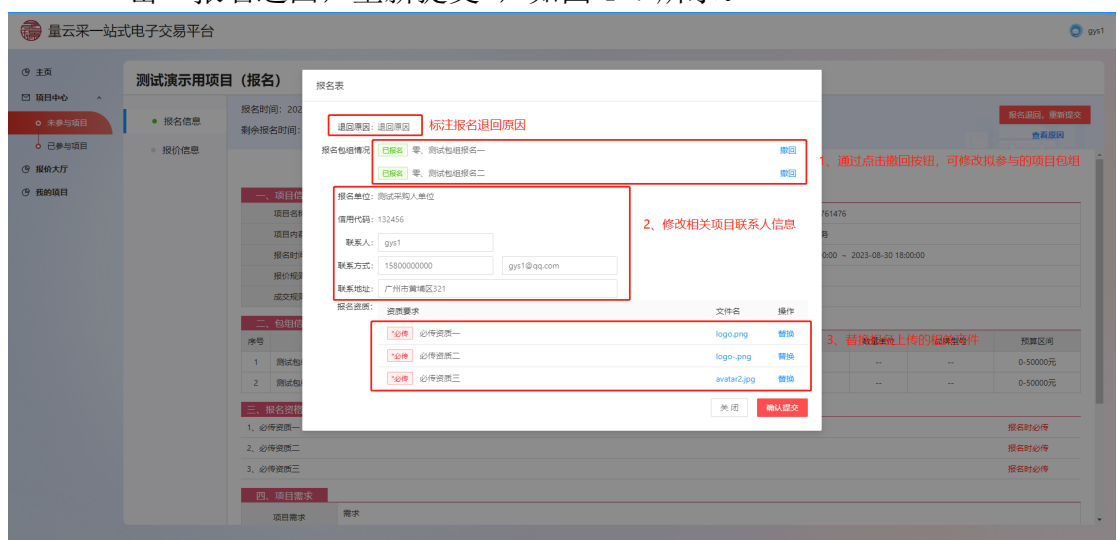 量云采一站式电子交易平台
gys1
主页
项目中心
未参与项目
已参与项目
报价大厅
我的项目
测试演示用项目（报名）
报名信息
报价信息
报名时间：202
剩余报名时间：
报名退回，重新提交
查看原因
报名表
退回原因：退回原因
标注报名退回原因
报名包组情况
已报名 零、测试包组报名一 撤回
已报名 零、测试包组报名二 撤回
1、通过点击撤回按钮，可修改拟参与的项目包组
报名单位：测试采购人单位
信用代码：132456
联系人：gys1
联系方式：15800000000 gys1@qq.com
联系地址：广州市黄埔区321
2、修改相关项目联系人信息
报名资质：
资质要求 文件名 操作
*必传 必传资质一 logo.png 替换
*必传 必传资质二 logo-.png 替换
*必传 必传资质三 avatar2.jpg 替换
关闭 确认提交
一、项目信
项目名称
项目内容
报名时间
报价规则
成交规则
761476
0:00 ~ 2023-08-30 18:00:00
二、包组信
序号
预算区间
1 测试包 -- -- 0-50000元
2 测试包 -- -- 0-50000元
三、报名资格
1、必传资质一 报名时必传
2、必传资质二 报名时必传
3、必传资质三 报名时必传
四、项目需求
项目需求 需求